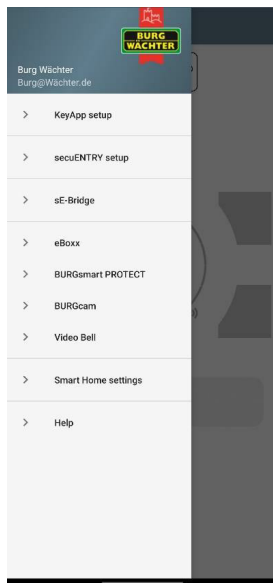 BURG
WÄCHTER
Burg Wächter
Burg@Wächter.de
KeyApp setup
secuENTRY setup
sE-Bridge
eBoxx
BURGsmart PROTECT
BURGcam
Video Bell
Smart Home settings
Help